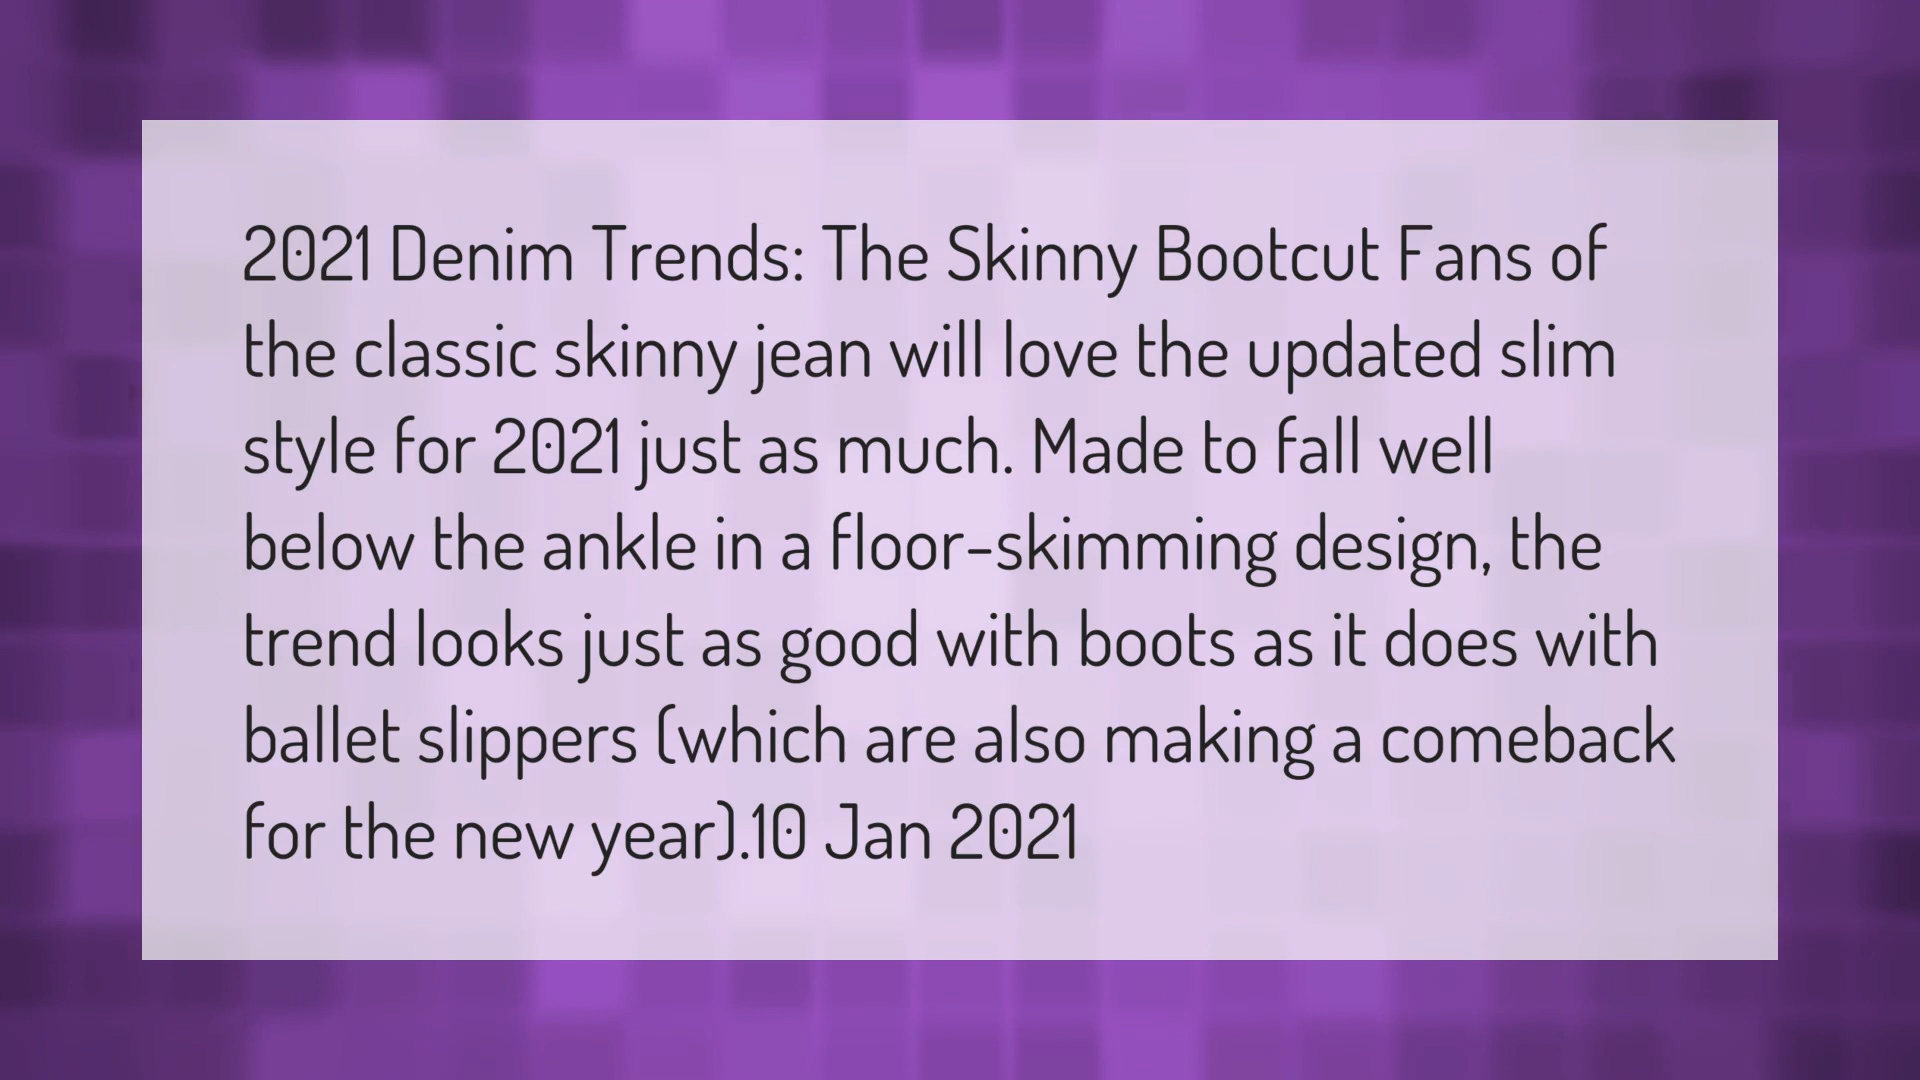 2021 Denim Trends: The Skinny Bootcut Fans of
the classic skinny jean will love the updated slim
style for 2021 just as much. Made to fall well
below the ankle in a floor-skimming design, the
trend looks just as good with boots as it does with
ballet slippers (which are also making a comeback
for the new year).10 Jan 2021